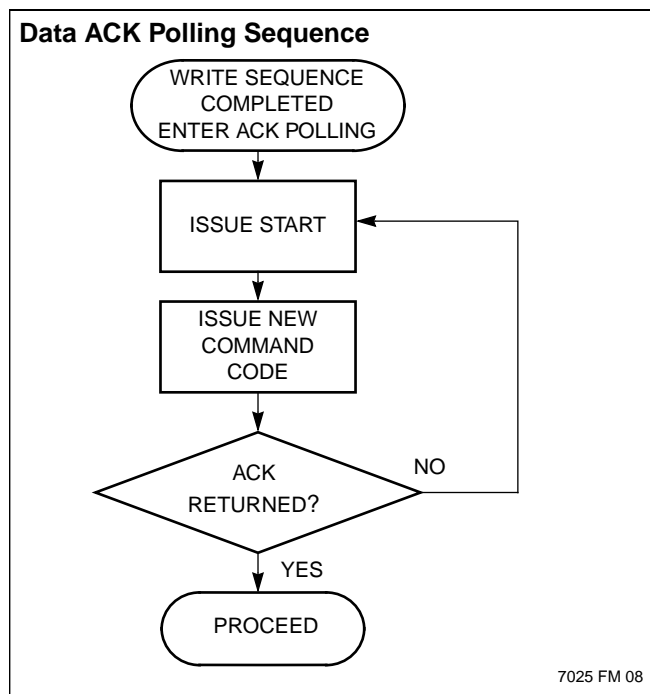 Data ACK Polling Sequence
WRITE SEQUENCE
COMPLETED
ENTER ACK POLLING
ISSUE START
ISSUE NEW
COMMAND
CODE
ACK
RETURNED?
NO
YES
PROCEED
7025 FM 08